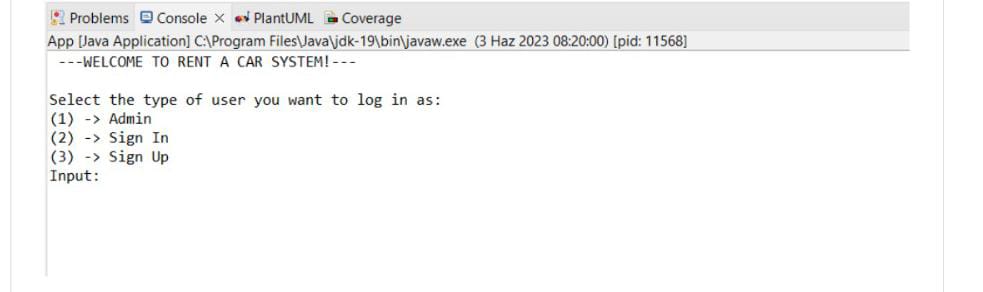 Problems Console × PlantUML Coverage
App [Java Application] C:\Program Files\Java\jdk-19\bin\javaw.exe (3 Haz 2023 08:20:00) [pid: 11568]
---WELCOME TO RENT A CAR SYSTEM!---
Select the type of user you want to log in as:
(1) -> Admin
(2) -> Sign In
(3) -> Sign Up
Input: